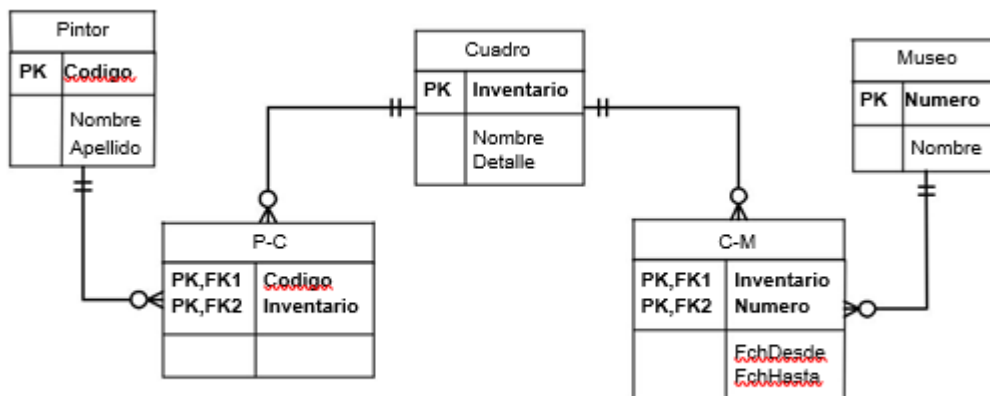 Pintor
PK Codigo
Nombre
Apellido
Cuadro
PK Inventario
Nombre
Detalle
Museo
PK Numero
Nombre
P-C
PK,FK1 Codigo
PK,FK2 Inventario
C-M
PK,FK1 Inventario
PK,FK2 Numero
FchDesde
FchHasta